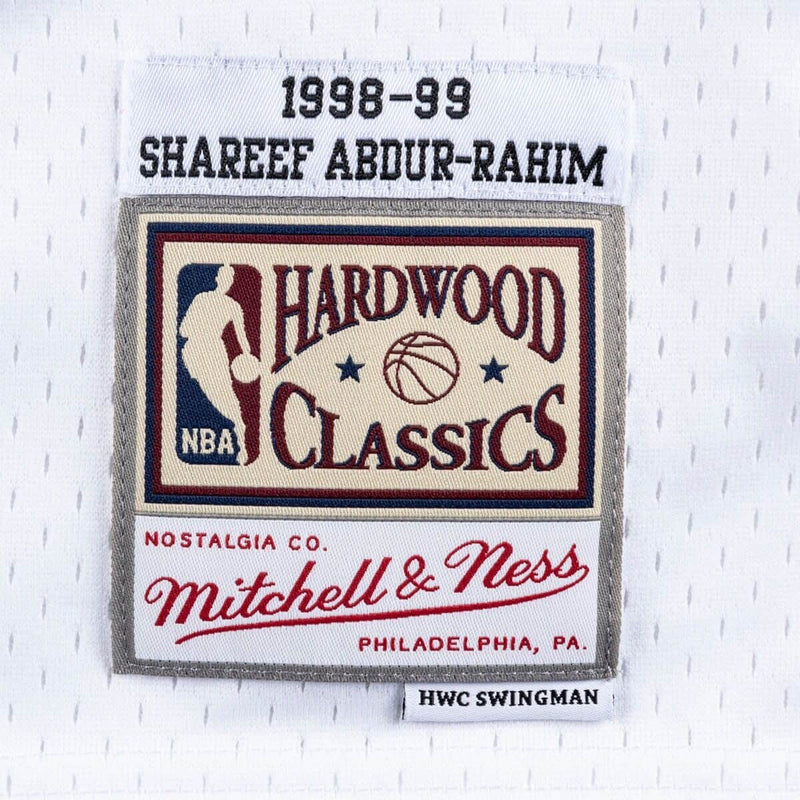 1998-99
SHAREEF ABDUR-RAHIM
HARDWOOD
CLASSICS
NBA
NOSTALGIA CO.
Mitchell & Ness
PHILADELPHIA, PA.
HWC SWINGMAN